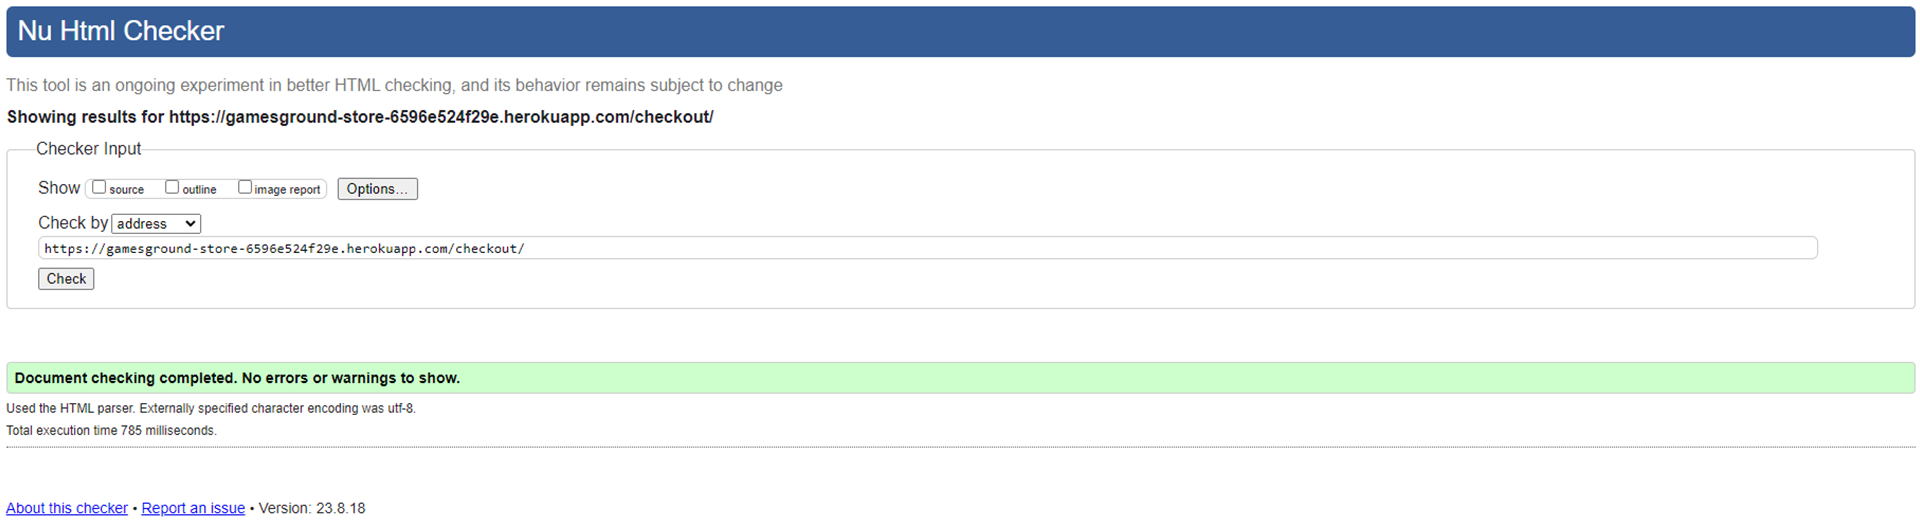 Nu Html Checker
This tool is an ongoing experiment in better HTML checking, and its behavior remains subject to change
Showing results for https://gamesground-store-6596e524f29e.herokuapp.com/checkout/
Checker Input
Show source outline image report Options...
Check by address
https://gamesground-store-6596e524f29e.herokuapp.com/checkout/
Check
Document checking completed. No errors or warnings to show.
Used the HTML parser. Externally specified character encoding was utf-8.
Total execution time 785 milliseconds.
About this checker • Report an issue • Version: 23.8.18